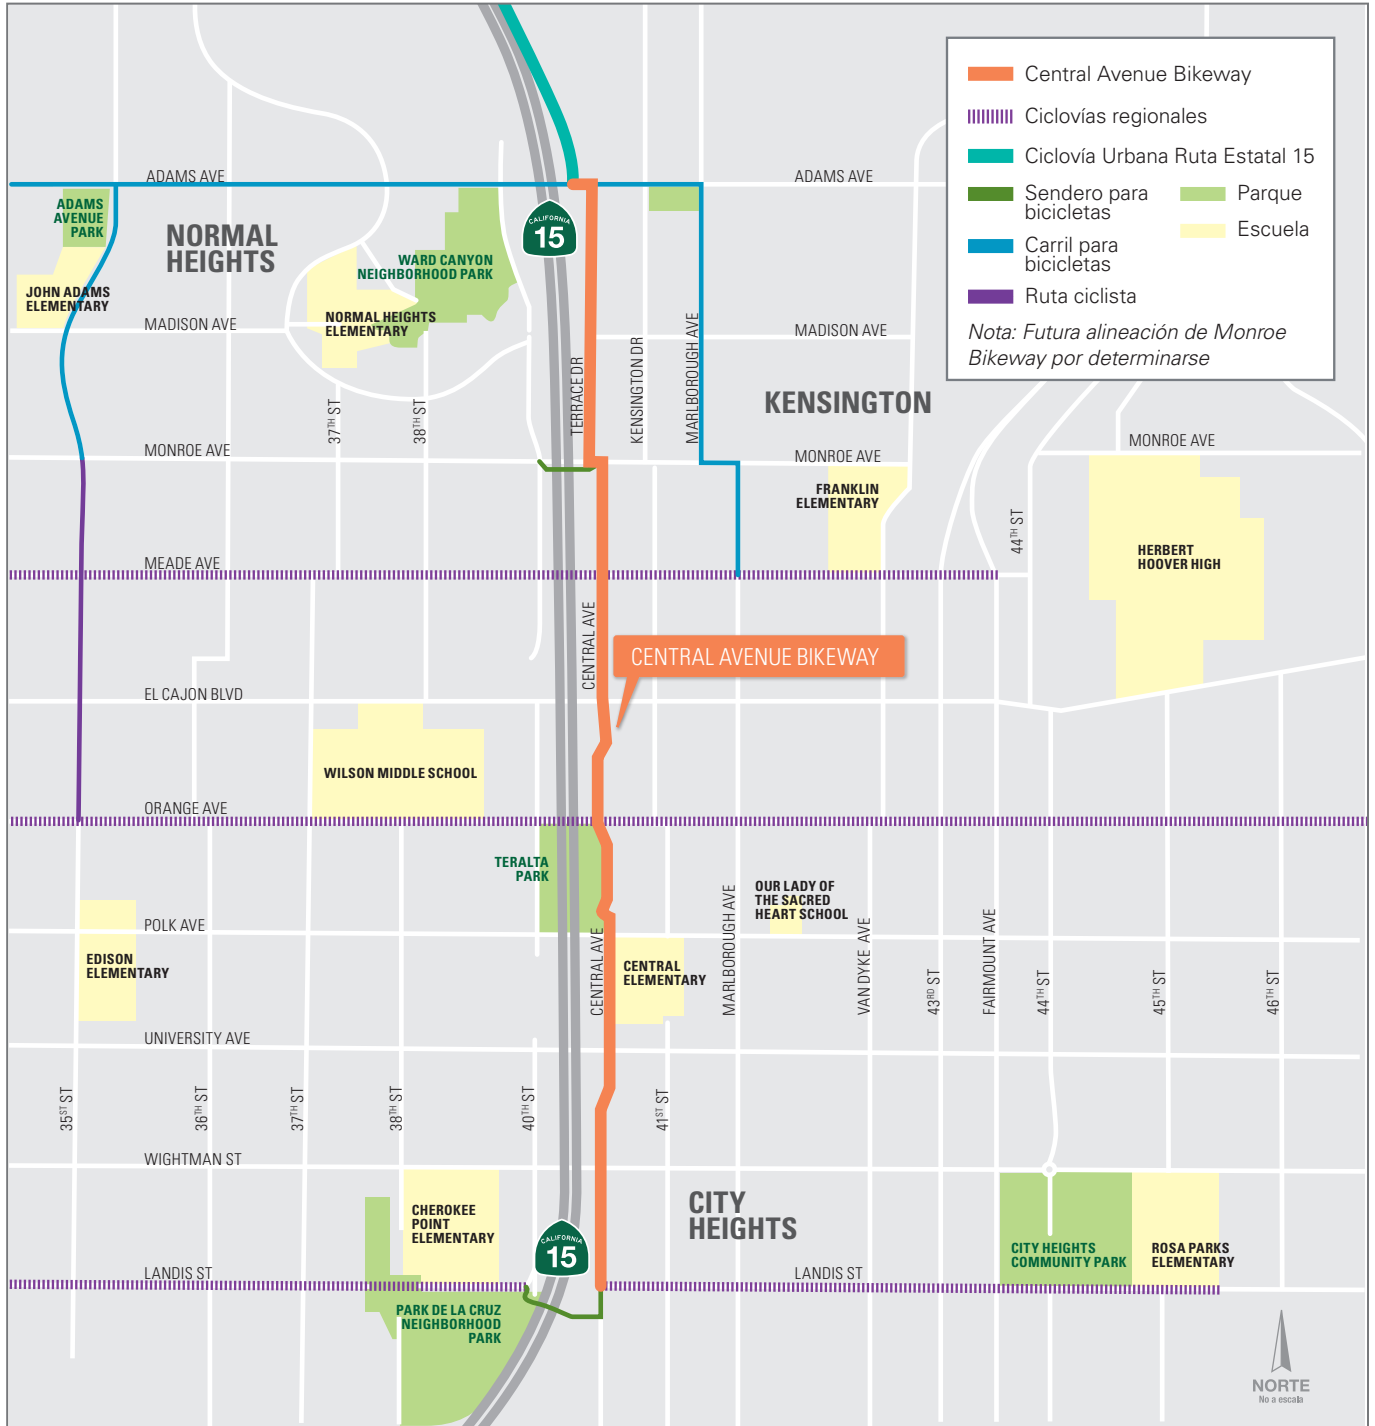 Central Avenue Bikeway
Ciclovías regionales
Ciclovía Urbana Ruta Estatal 15
Sendero para
bicicletas
Parque
Carril para
bicicletas
Escuela
Ruta ciclista
Nota: Futura alineación de Monroe
Bikeway por determinarse
ADAMS AVE
ADAMS AVE
ADAMS
AVENUE
PARK
NORMAL
HEIGHTS
CALIFORNIA
15
WARD CANYON
NEIGHBORHOOD PARK
JOHN ADAMS
ELEMENTARY
NORMAL HEIGHTS
ELEMENTARY
MADISON AVE
MADISON AVE
TERRACE DR
KENSINGTON DR
MARLBOROUGH AVE
KENSINGTON
37TH ST
38TH ST
MONROE AVE
MONROE AVE
MONROE AVE
FRANKLIN
ELEMENTARY
44TH ST
HERBERT
HOOVER HIGH
MEADE AVE
CENTRAL AVE
CENTRAL AVENUE BIKEWAY
EL CAJON BLVD
WILSON MIDDLE SCHOOL
ORANGE AVE
TERALTA
PARK
OUR LADY OF
THE SACRED
HEART SCHOOL
POLK AVE
EDISON
ELEMENTARY
CENTRAL AVE
CENTRAL
ELEMENTARY
MARLBOROUGH AVE
VAN DYKE AVE
43RD ST
FAIRMOUNT AVE
44TH ST
45TH ST
46TH ST
UNIVERSITY AVE
35ST ST
36TH ST
37TH ST
38TH ST
40TH ST
41ST ST
WIGHTMAN ST
CHEROKEE
POINT
ELEMENTARY
CITY
HEIGHTS
CALIFORNIA
15
CITY HEIGHTS
COMMUNITY PARK
ROSA PARKS
ELEMENTARY
LANDIS ST
LANDIS ST
PARK DE LA CRUZ
NEIGHBORHOOD
PARK
NORTE
No a escala